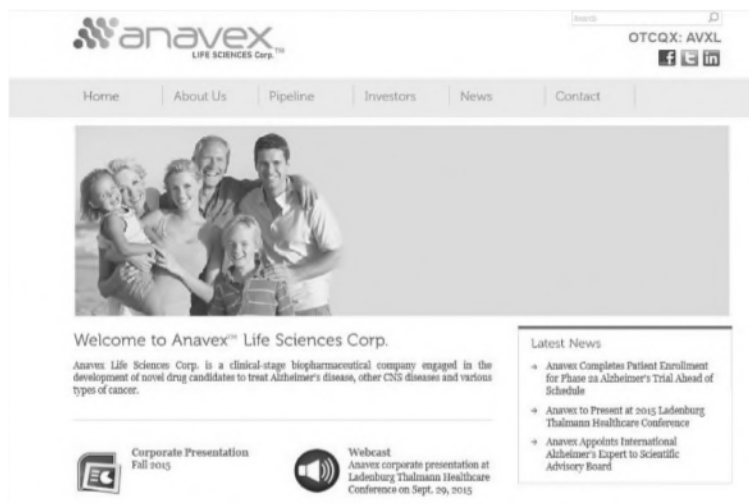 Search
anavex
LIFE SCIENCES Corp.™
OTCQX: AVXL
Home
About Us
Pipeline
Investors
News
Contact
Welcome to Anavex™ Life Sciences Corp.
Anavex Life Sciences Corp. is a clinical-stage biopharmaceutical company engaged in the
development of novel drug candidates to treat Alzheimer's disease, other CNS diseases and various
types of cancer.
Corporate Presentation
Fall 2015
Webcast
Anavex corporate presentation at
Ladenburg Thalmann Healthcare
Conference on Sept. 29, 2015
Latest News
Anavex Completes Patient Enrollment
for Phase 2a Alzheimer's Trial Ahead of
Schedule
Anavex to Present at 2015 Ladenburg
Thalmann Healthcare Conference
Anavex Appoints International
Alzheimer's Expert to Scientific
Advisory Board